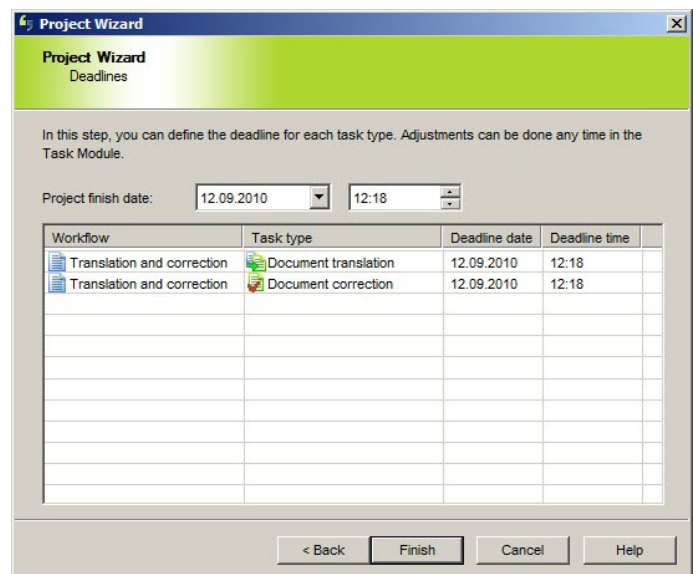 Project Wizard
Project Wizard
Deadlines
In this step, you can define the deadline for each task type. Adjustments can be done any time in the
Task Module.
Project finish date: 12.09.2010 12:18
Workflow Task type Deadline date Deadline time
Translation and correction Document translation 12.09.2010 12:18
Translation and correction Document correction 12.09.2010 12:18
< Back Finish Cancel Help